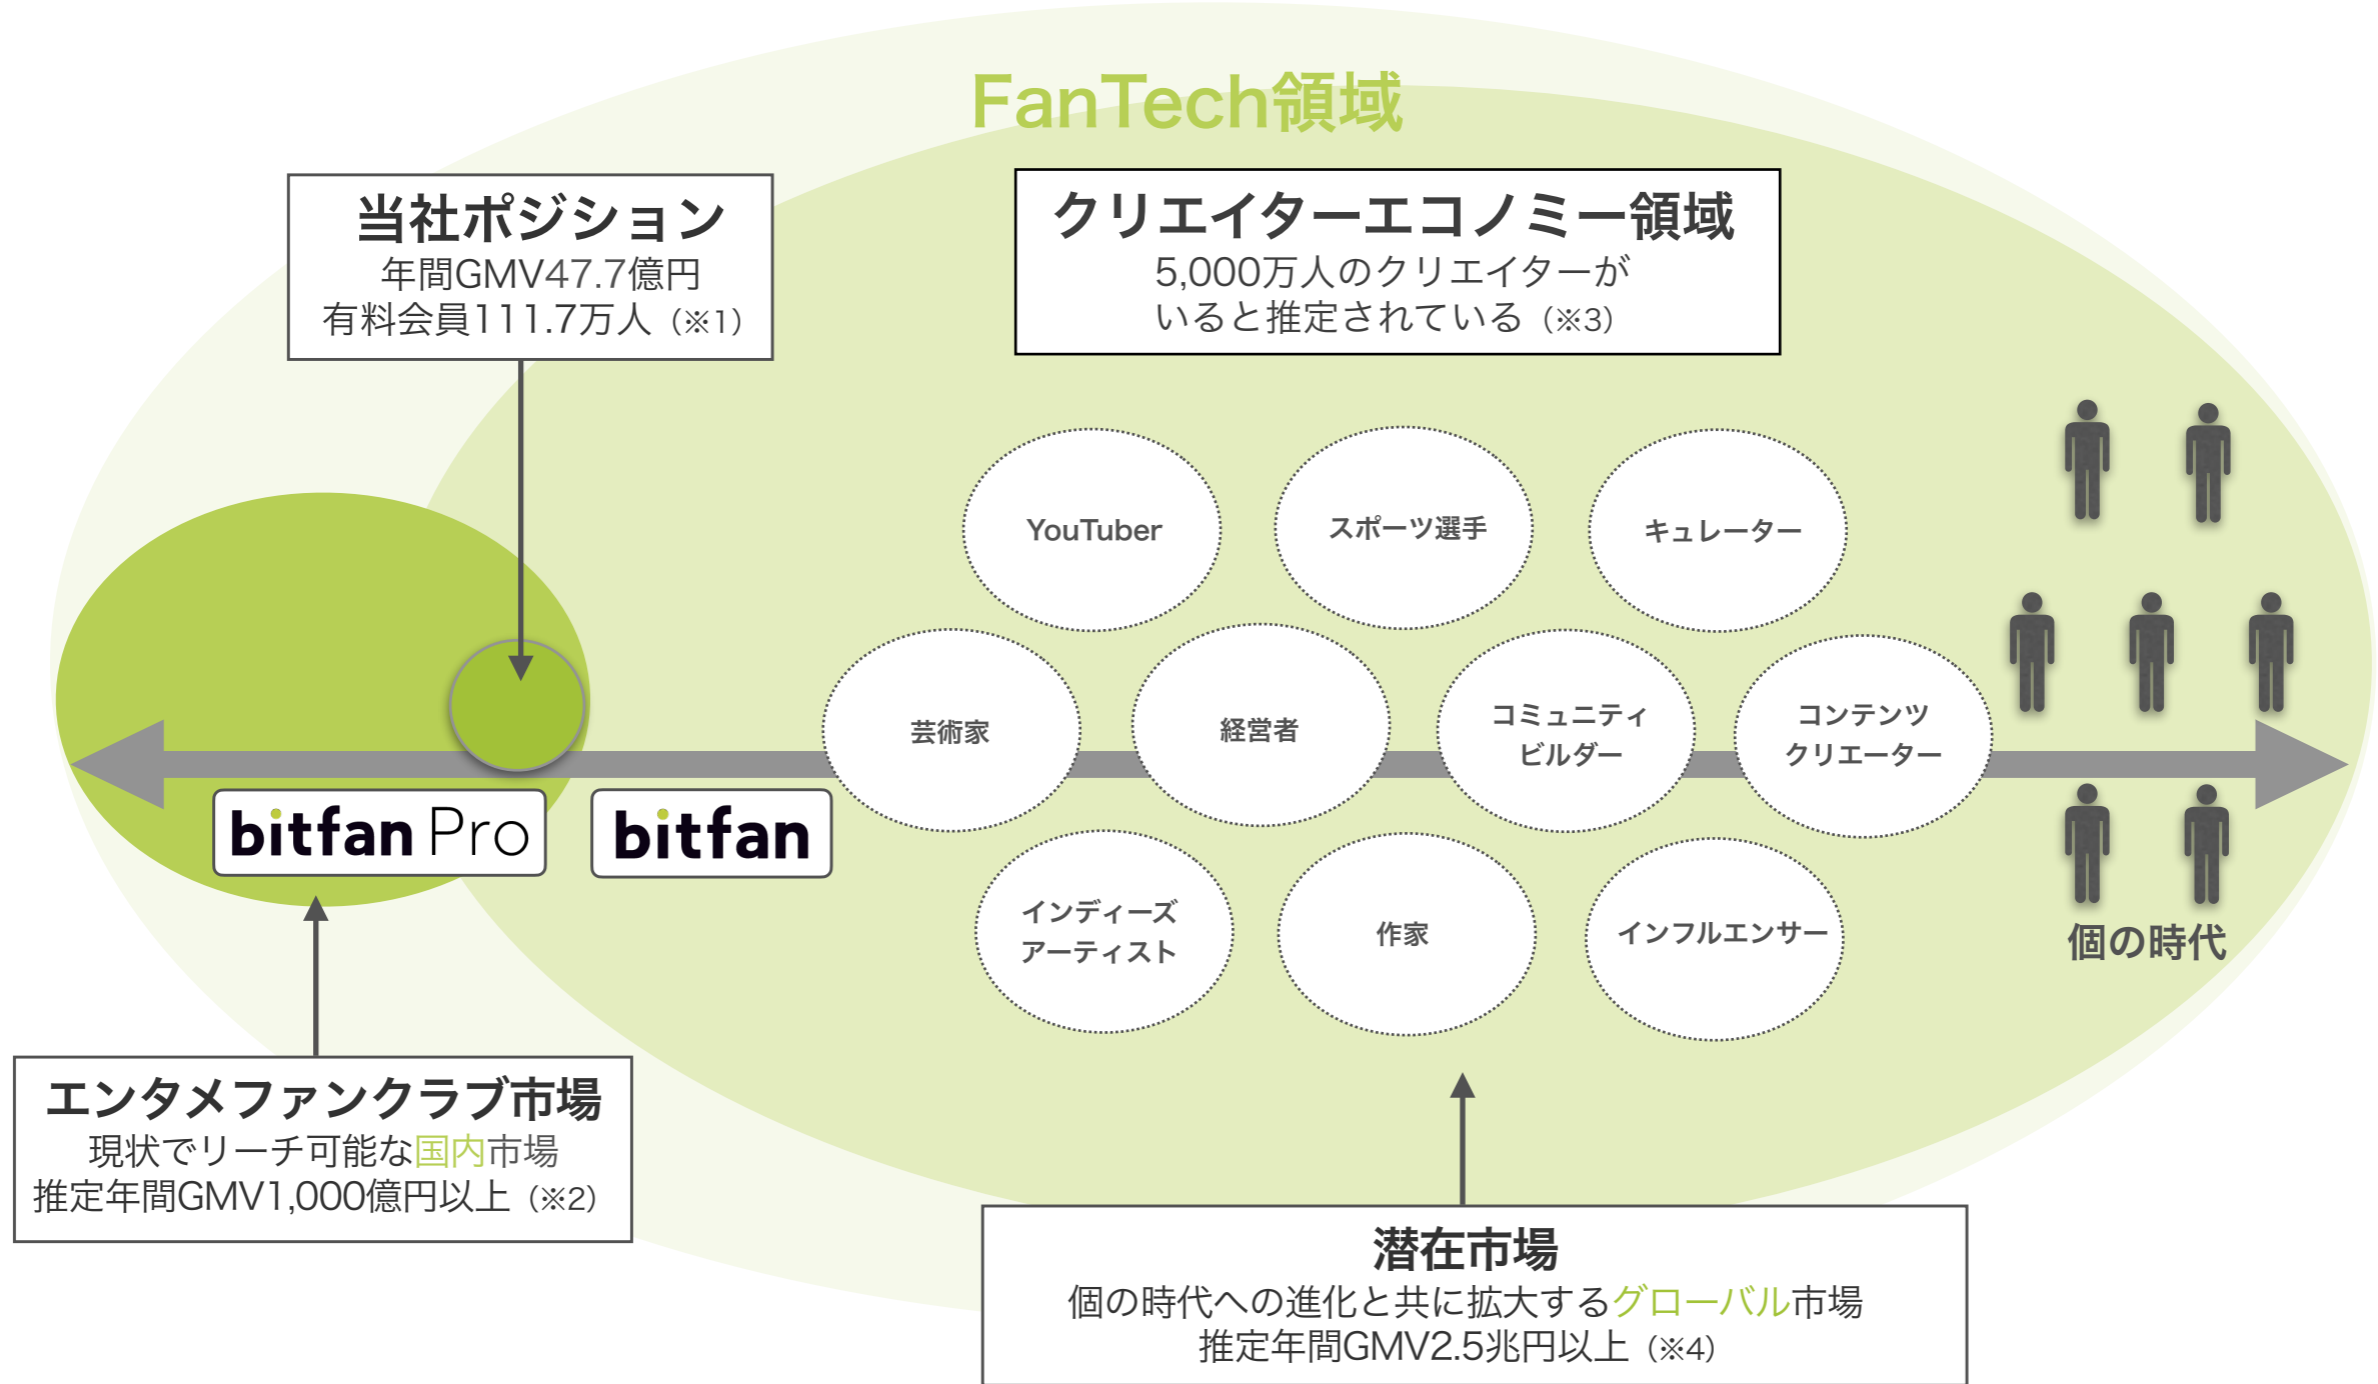 FanTech領域
当社ポジション
年間GMV47.7億円
有料会員111.7万人（※1）
クリエイターエコノミー領域
5,000万人のクリエイターが
いると推定されている（※3）
YouTuber
スポーツ選手
キュレーター
芸術家
経営者
コミュニティ
ビルダー
コンテンツ
クリエーター
bitfan Pro
bitfan
インディーズ
アーティスト
作家
インフルエンサー
個の時代
エンタメファンクラブ市場
現状でリーチ可能な国内市場
推定年間GMV1,000億円以上（※2）
潜在市場
個の時代への進化と共に拡大するグローバル市場
推定年間GMV2.5兆円以上（※4）